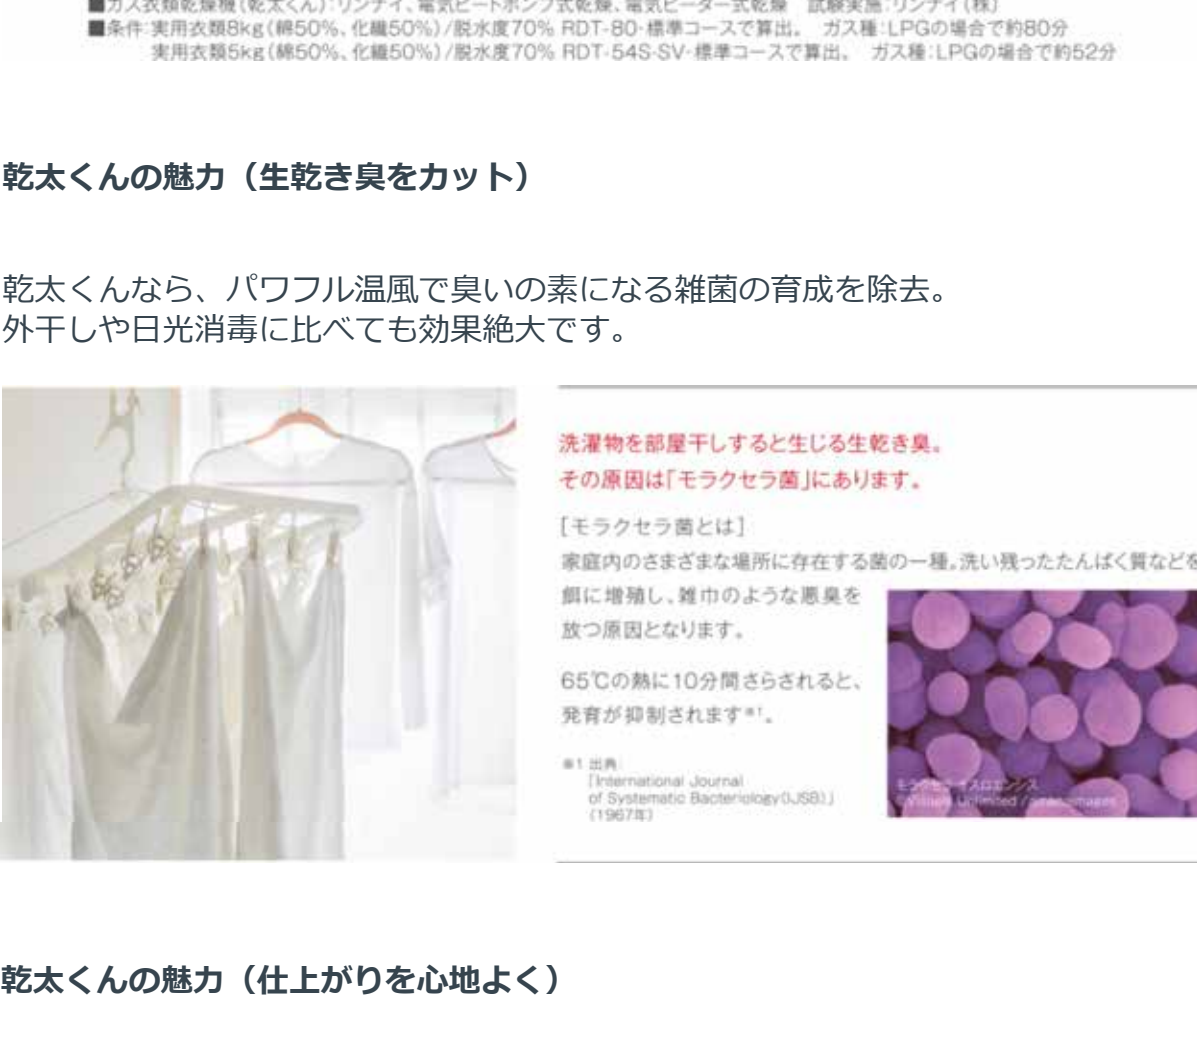 ■ガス衣類乾燥機(乾太くん):リンナイ、電気ヒートポンプ式乾燥、電気ヒーター式乾燥　試験実施:リンナイ(株)
■条件:実用衣類8kg(綿50%、化繊50%)/脱水度70% RDT-80・標準コースで算出。　ガス種:LPGの場合で約80分
実用衣類5kg(綿50%、化繊50%)/脱水度70% RDT-54S-SV・標準コースで算出。　ガス種:LPGの場合で約52分
乾太くんの魅力（生乾き臭をカット）
乾太くんなら、パワフル温風で臭いの素になる雑菌の育成を除去。
外干しや日光消毒に比べても効果絶大です。
洗濯物を部屋干しすると生じる生乾き臭。
その原因は「モラクセラ菌」にあります。
[モラクセラ菌とは]
家庭内のさまざまな場所に存在する菌の一種。洗い残ったたんぱく質などを
餌に増殖し、雑巾のような悪臭を
放つ原因となります。
65℃の熱に10分間さらされると、
発育が抑制されます※1。
※1 出典:
「International Journal
of Systematic Bacteriology(IJSB)」
(1967年)
モラクセラ イスロエンシス
©Visuals Unlimited /amanaimages
乾太くんの魅力（仕上がりを心地よく）